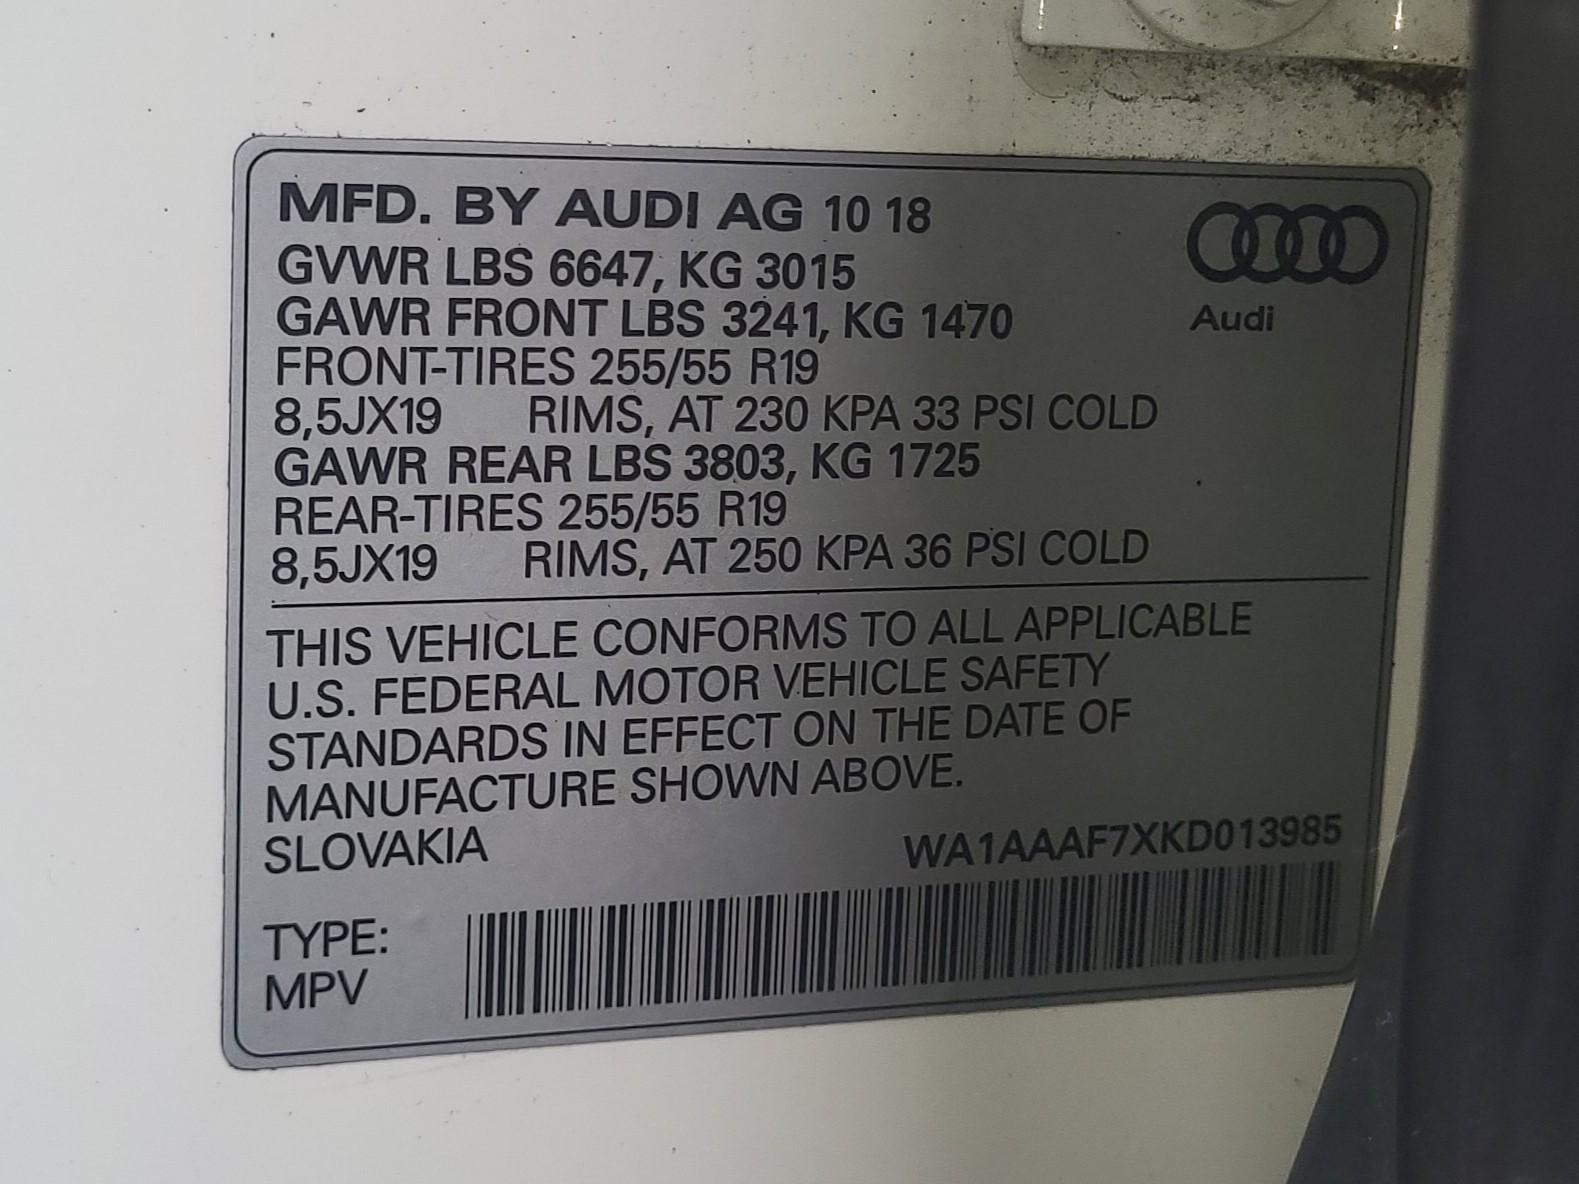 MFD. BY AUDI AG 10 18
GVWR LBS 6647, KG 3015
GAWR FRONT LBS 3241, KG 1470
Audi
FRONT-TIRES 255/55 R19
8,5JX19 RIMS, AT 230 KPA 33 PSI COLD
GAWR REAR LBS 3803, KG 1725
REAR-TIRES 255/55 R19
8,5JX19 RIMS, AT 250 KPA 36 PSI COLD
THIS VEHICLE CONFORMS TO ALL APPLICABLE
U.S. FEDERAL MOTOR VEHICLE SAFETY
STANDARDS IN EFFECT ON THE DATE OF
MANUFACTURE SHOWN ABOVE.
SLOVAKIA WA1AAAF7XKD013985
TYPE:
MPV